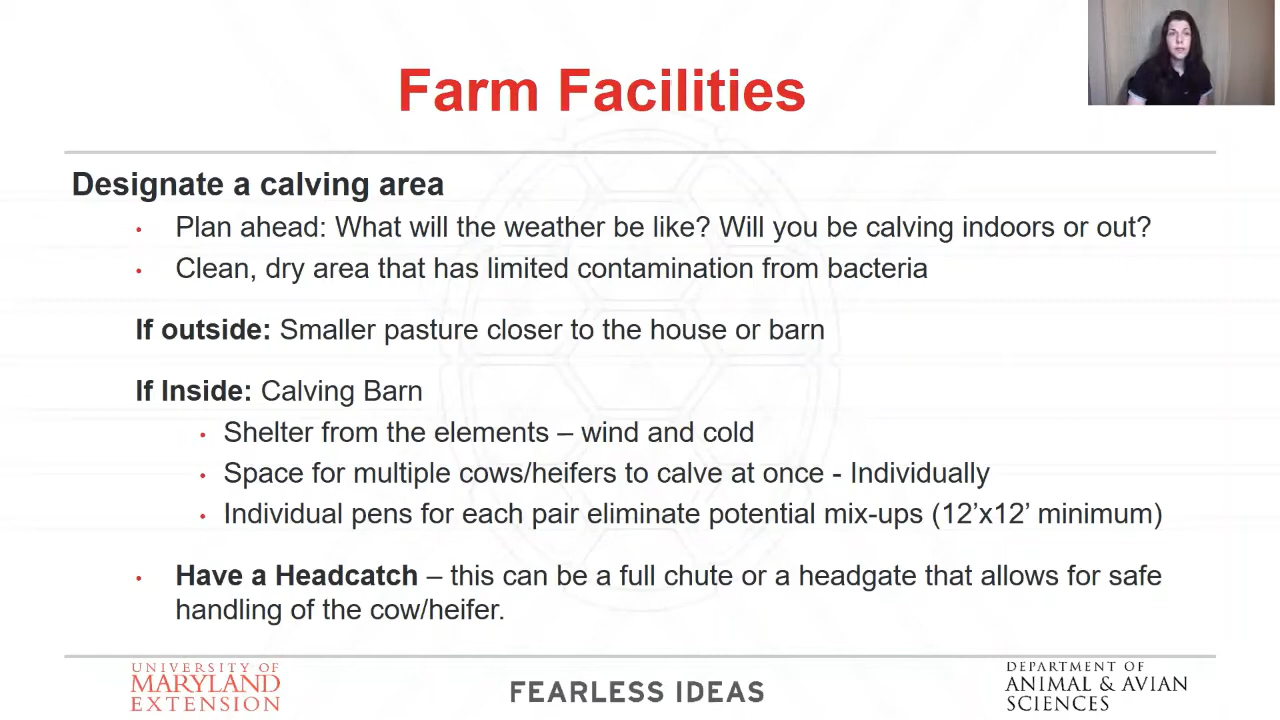 Farm Facilities
Designate a calving area
• Plan ahead: What will the weather be like? Will you be calving indoors or out?
• Clean, dry area that has limited contamination from bacteria
If outside: Smaller pasture closer to the house or barn
If Inside: Calving Barn
• Shelter from the elements – wind and cold
• Space for multiple cows/heifers to calve at once - Individually
• Individual pens for each pair eliminate potential mix-ups (12’x12’ minimum)
• Have a Headcatch – this can be a full chute or a headgate that allows for safe
handling of the cow/heifer.
UNIVERSITY OF
MARYLAND
EXTENSION
FEARLESS IDEAS
DEPARTMENT OF
ANIMAL & AVIAN
SCIENCES